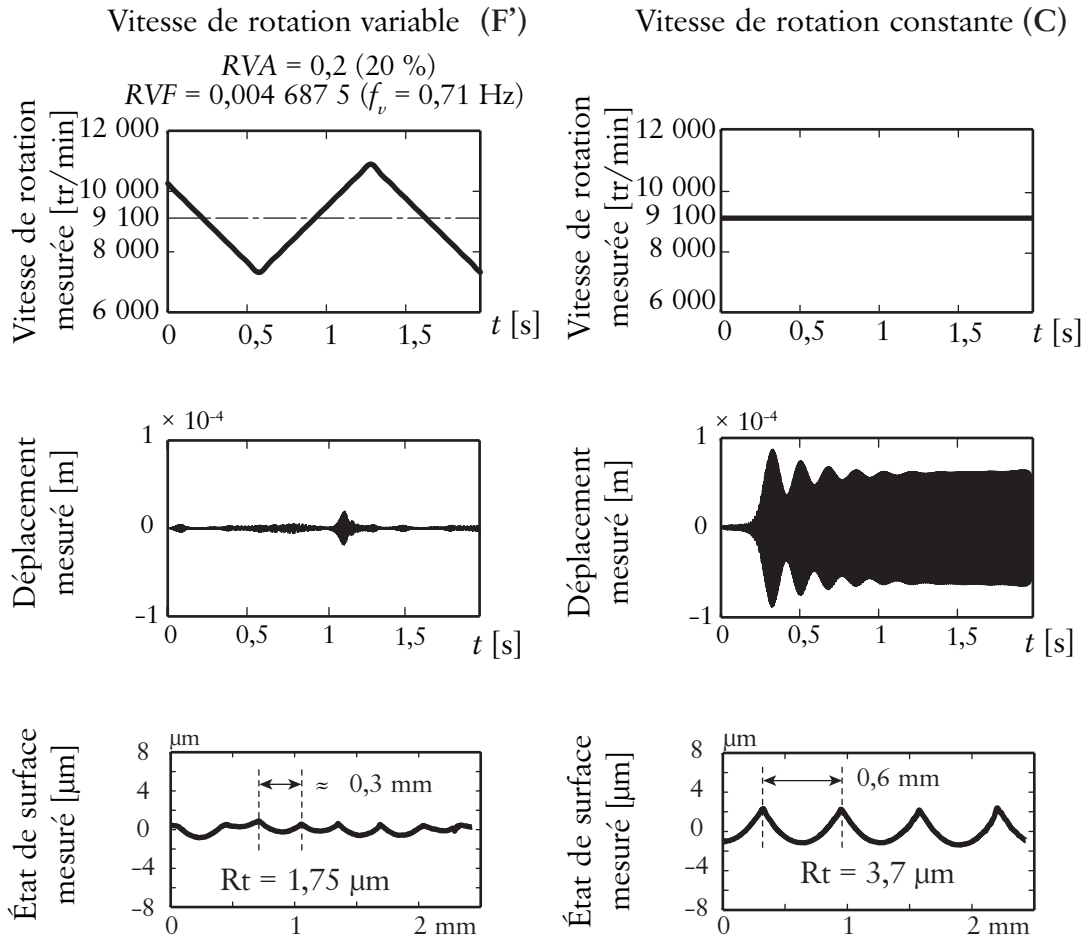 Vitesse de rotation variable (F’)
RVA = 0,2 (20 %)
RVF = 0,004 687 5 (fᵥ = 0,71 Hz)
Vitesse de rotation
mesurée [tr/min]
12 000
10 000
9 100
8 000
6 000
0 0,5 1 1,5 t [s]
Vitesse de rotation constante (C)
Vitesse de rotation
mesurée [tr/min]
12 000
10 000
9 100
8 000
6 000
0 0,5 1 1,5 t [s]
Déplacement
mesuré [m]
1 × 10⁻⁴
0
–1
0 0,5 1 1,5 t [s]
Déplacement
mesuré [m]
1 × 10⁻⁴
0
–1
0 0,5 1 1,5 t [s]
État de surface
mesuré [µm]
8 µm
4
0
–4
–8
≈ 0,3 mm
Rt = 1,75 µm
0 1 2 mm
État de surface
mesuré [µm]
8 µm
4
0
–4
–8
0,6 mm
Rt = 3,7 µm
0 1 2 mm